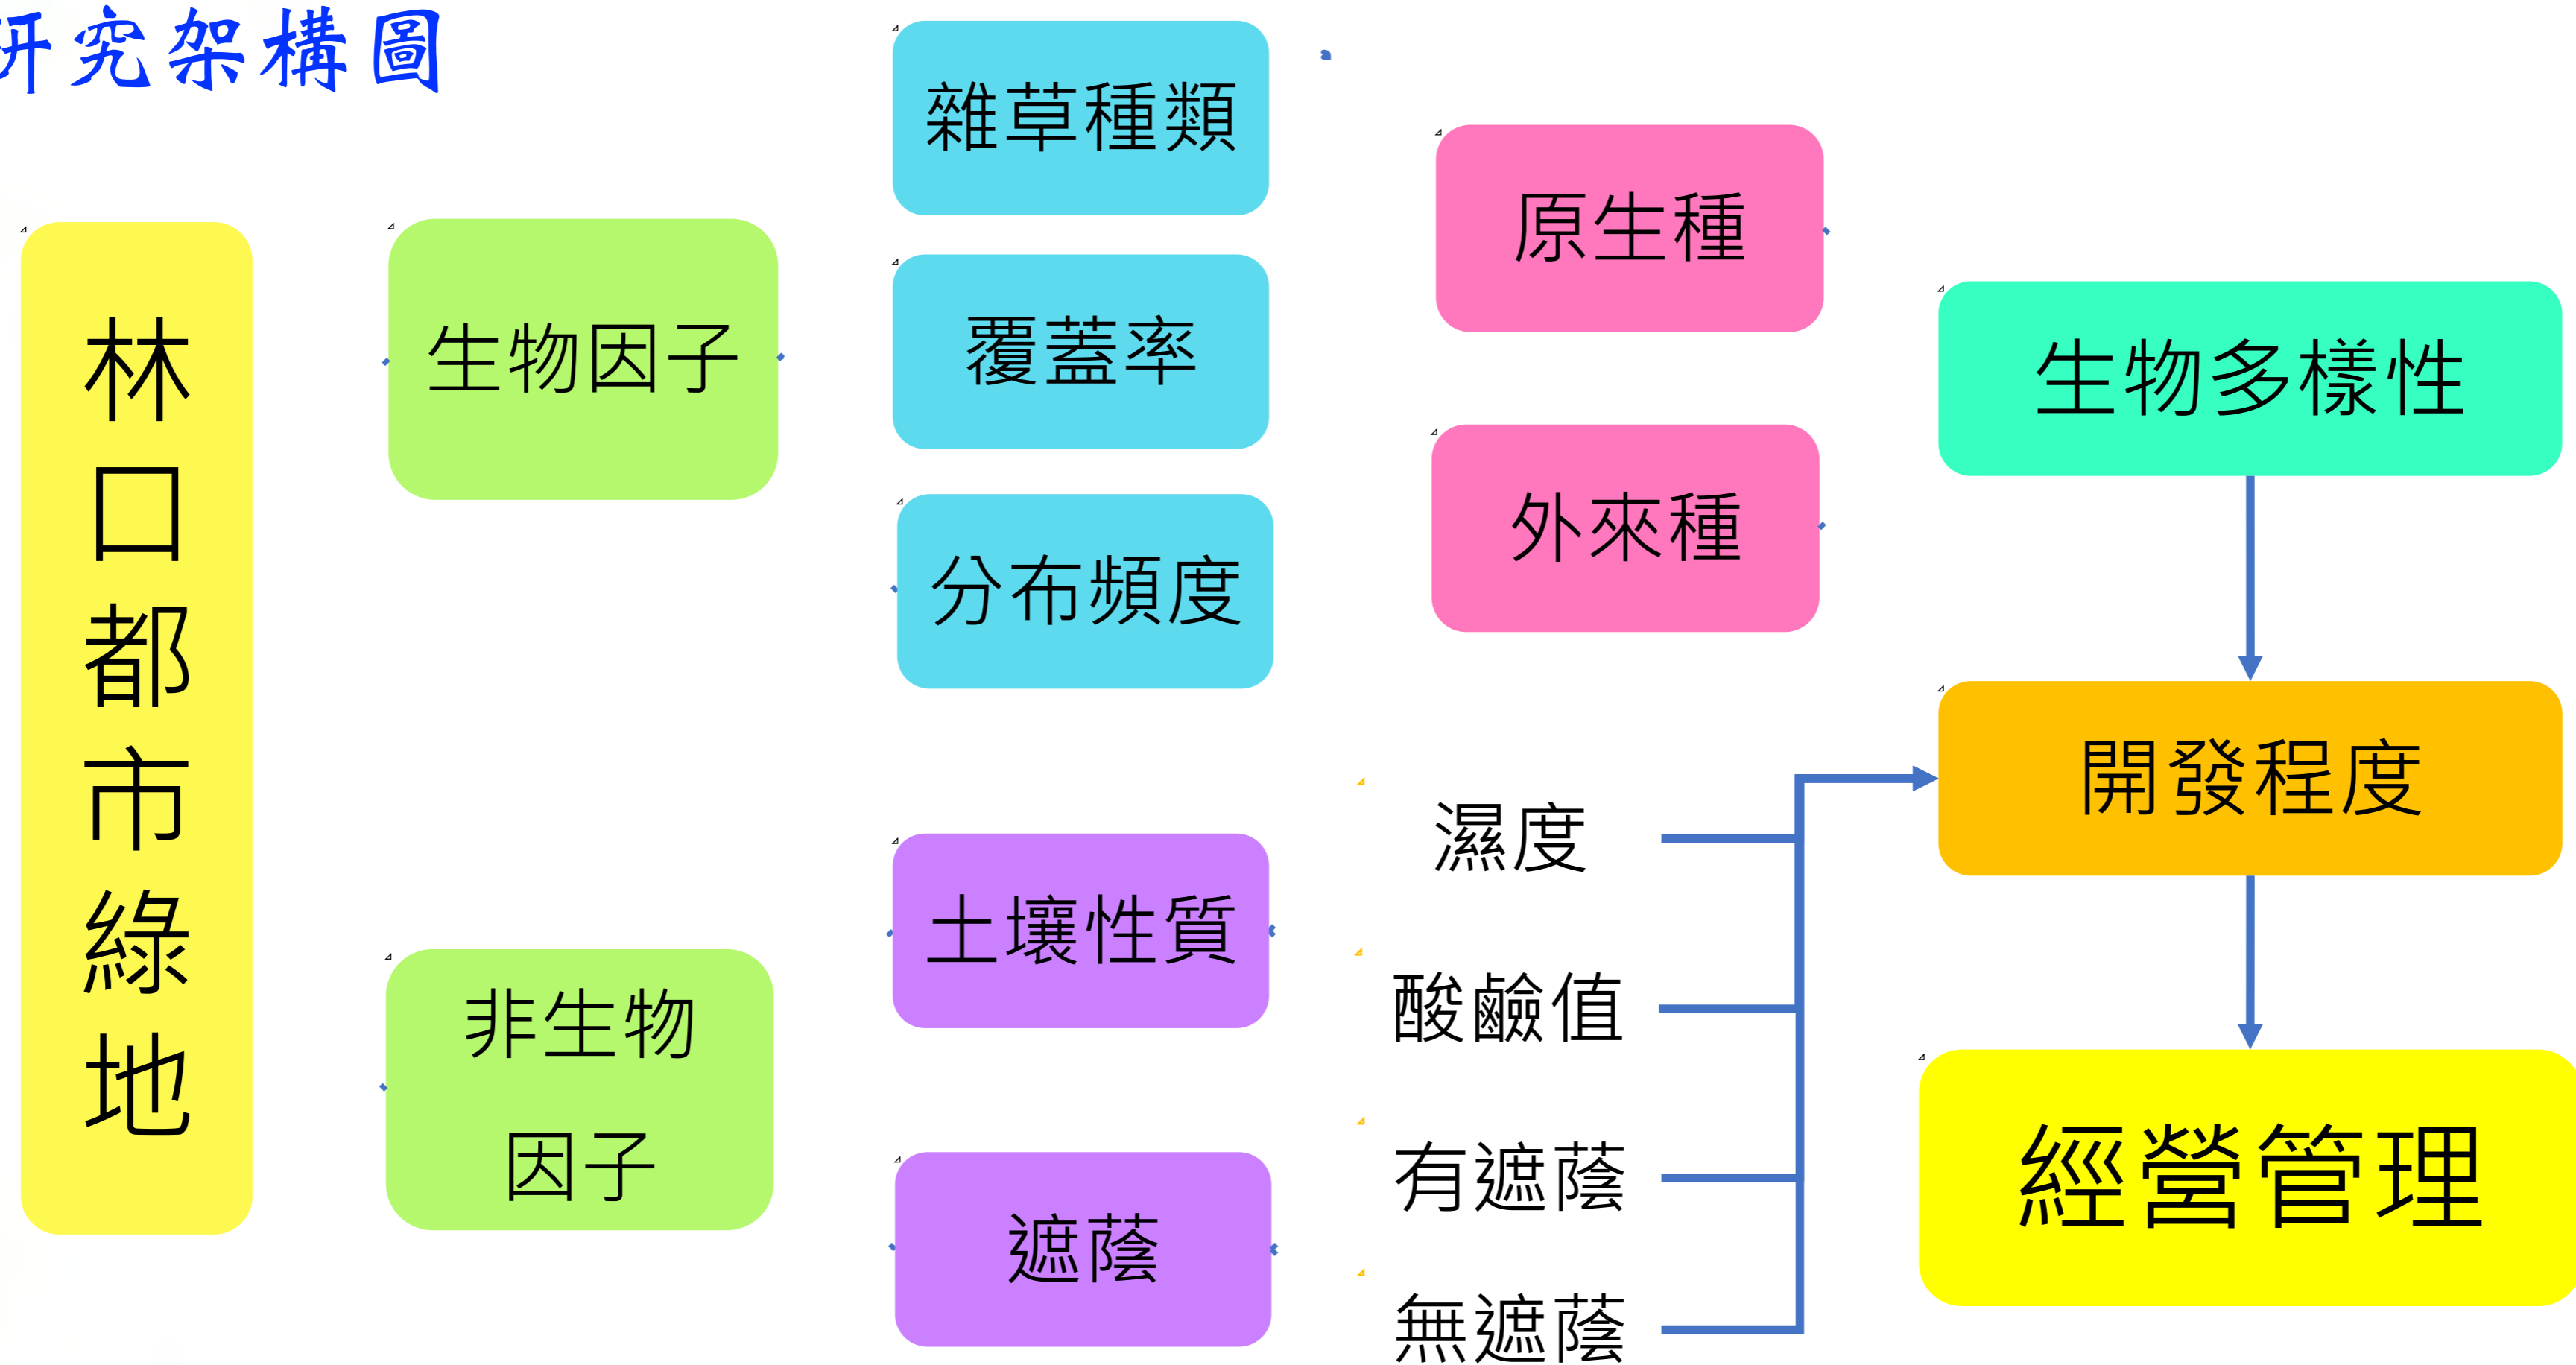 研究架構圖
林口都市綠地
生物因子
非生物
因子
雜草種類
覆蓋率
分布頻度
土壤性質
遮蔭
原生種
外來種
濕度
酸鹼值
有遮蔭
無遮蔭
生物多樣性
開發程度
經營管理